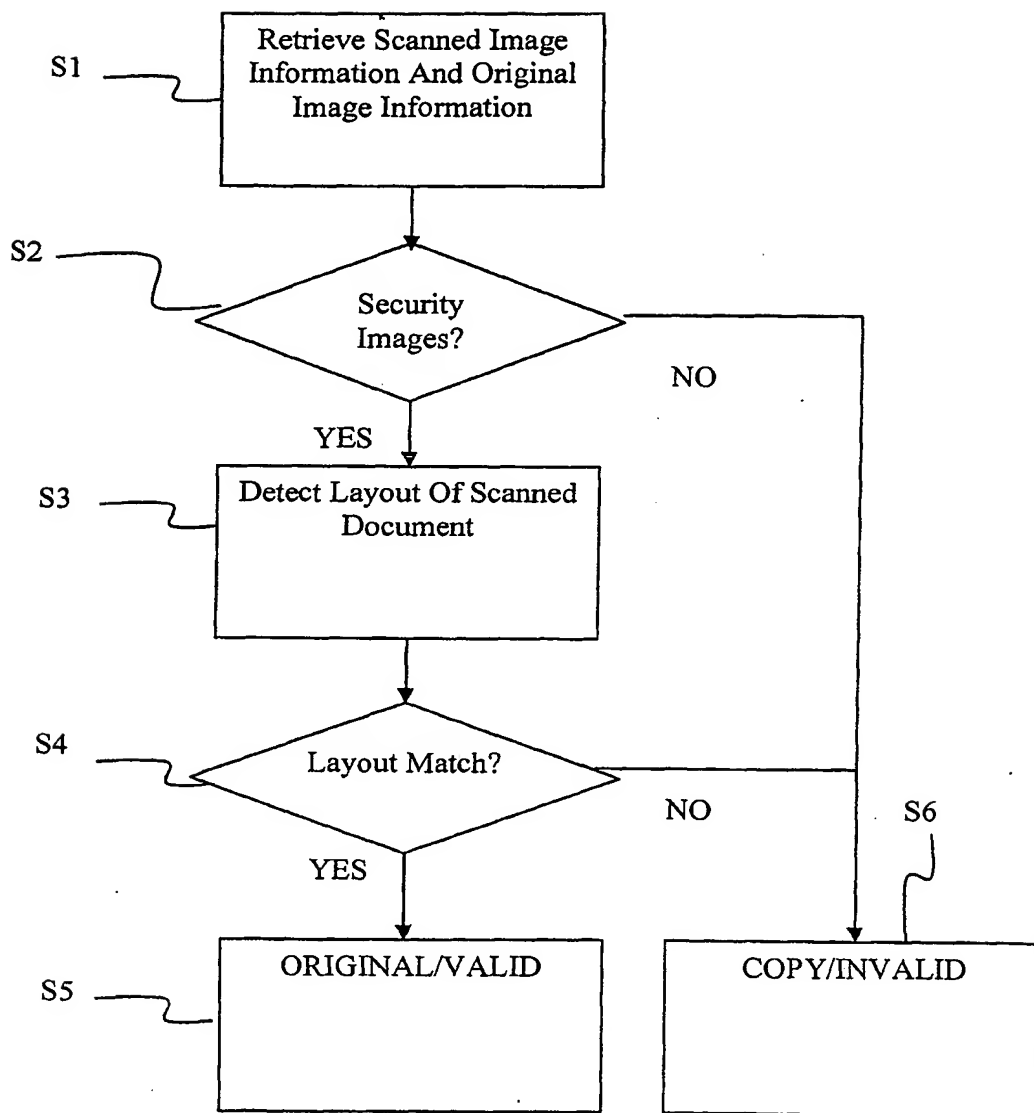 Retrieve Scanned Image
Information And Original
Image Information
S1
S2
Security
Images?
NO
YES
S3
Detect Layout Of Scanned
Document
S4
Layout Match?
NO
S6
YES
ORIGINAL/VALID
COPY/INVALID
S5